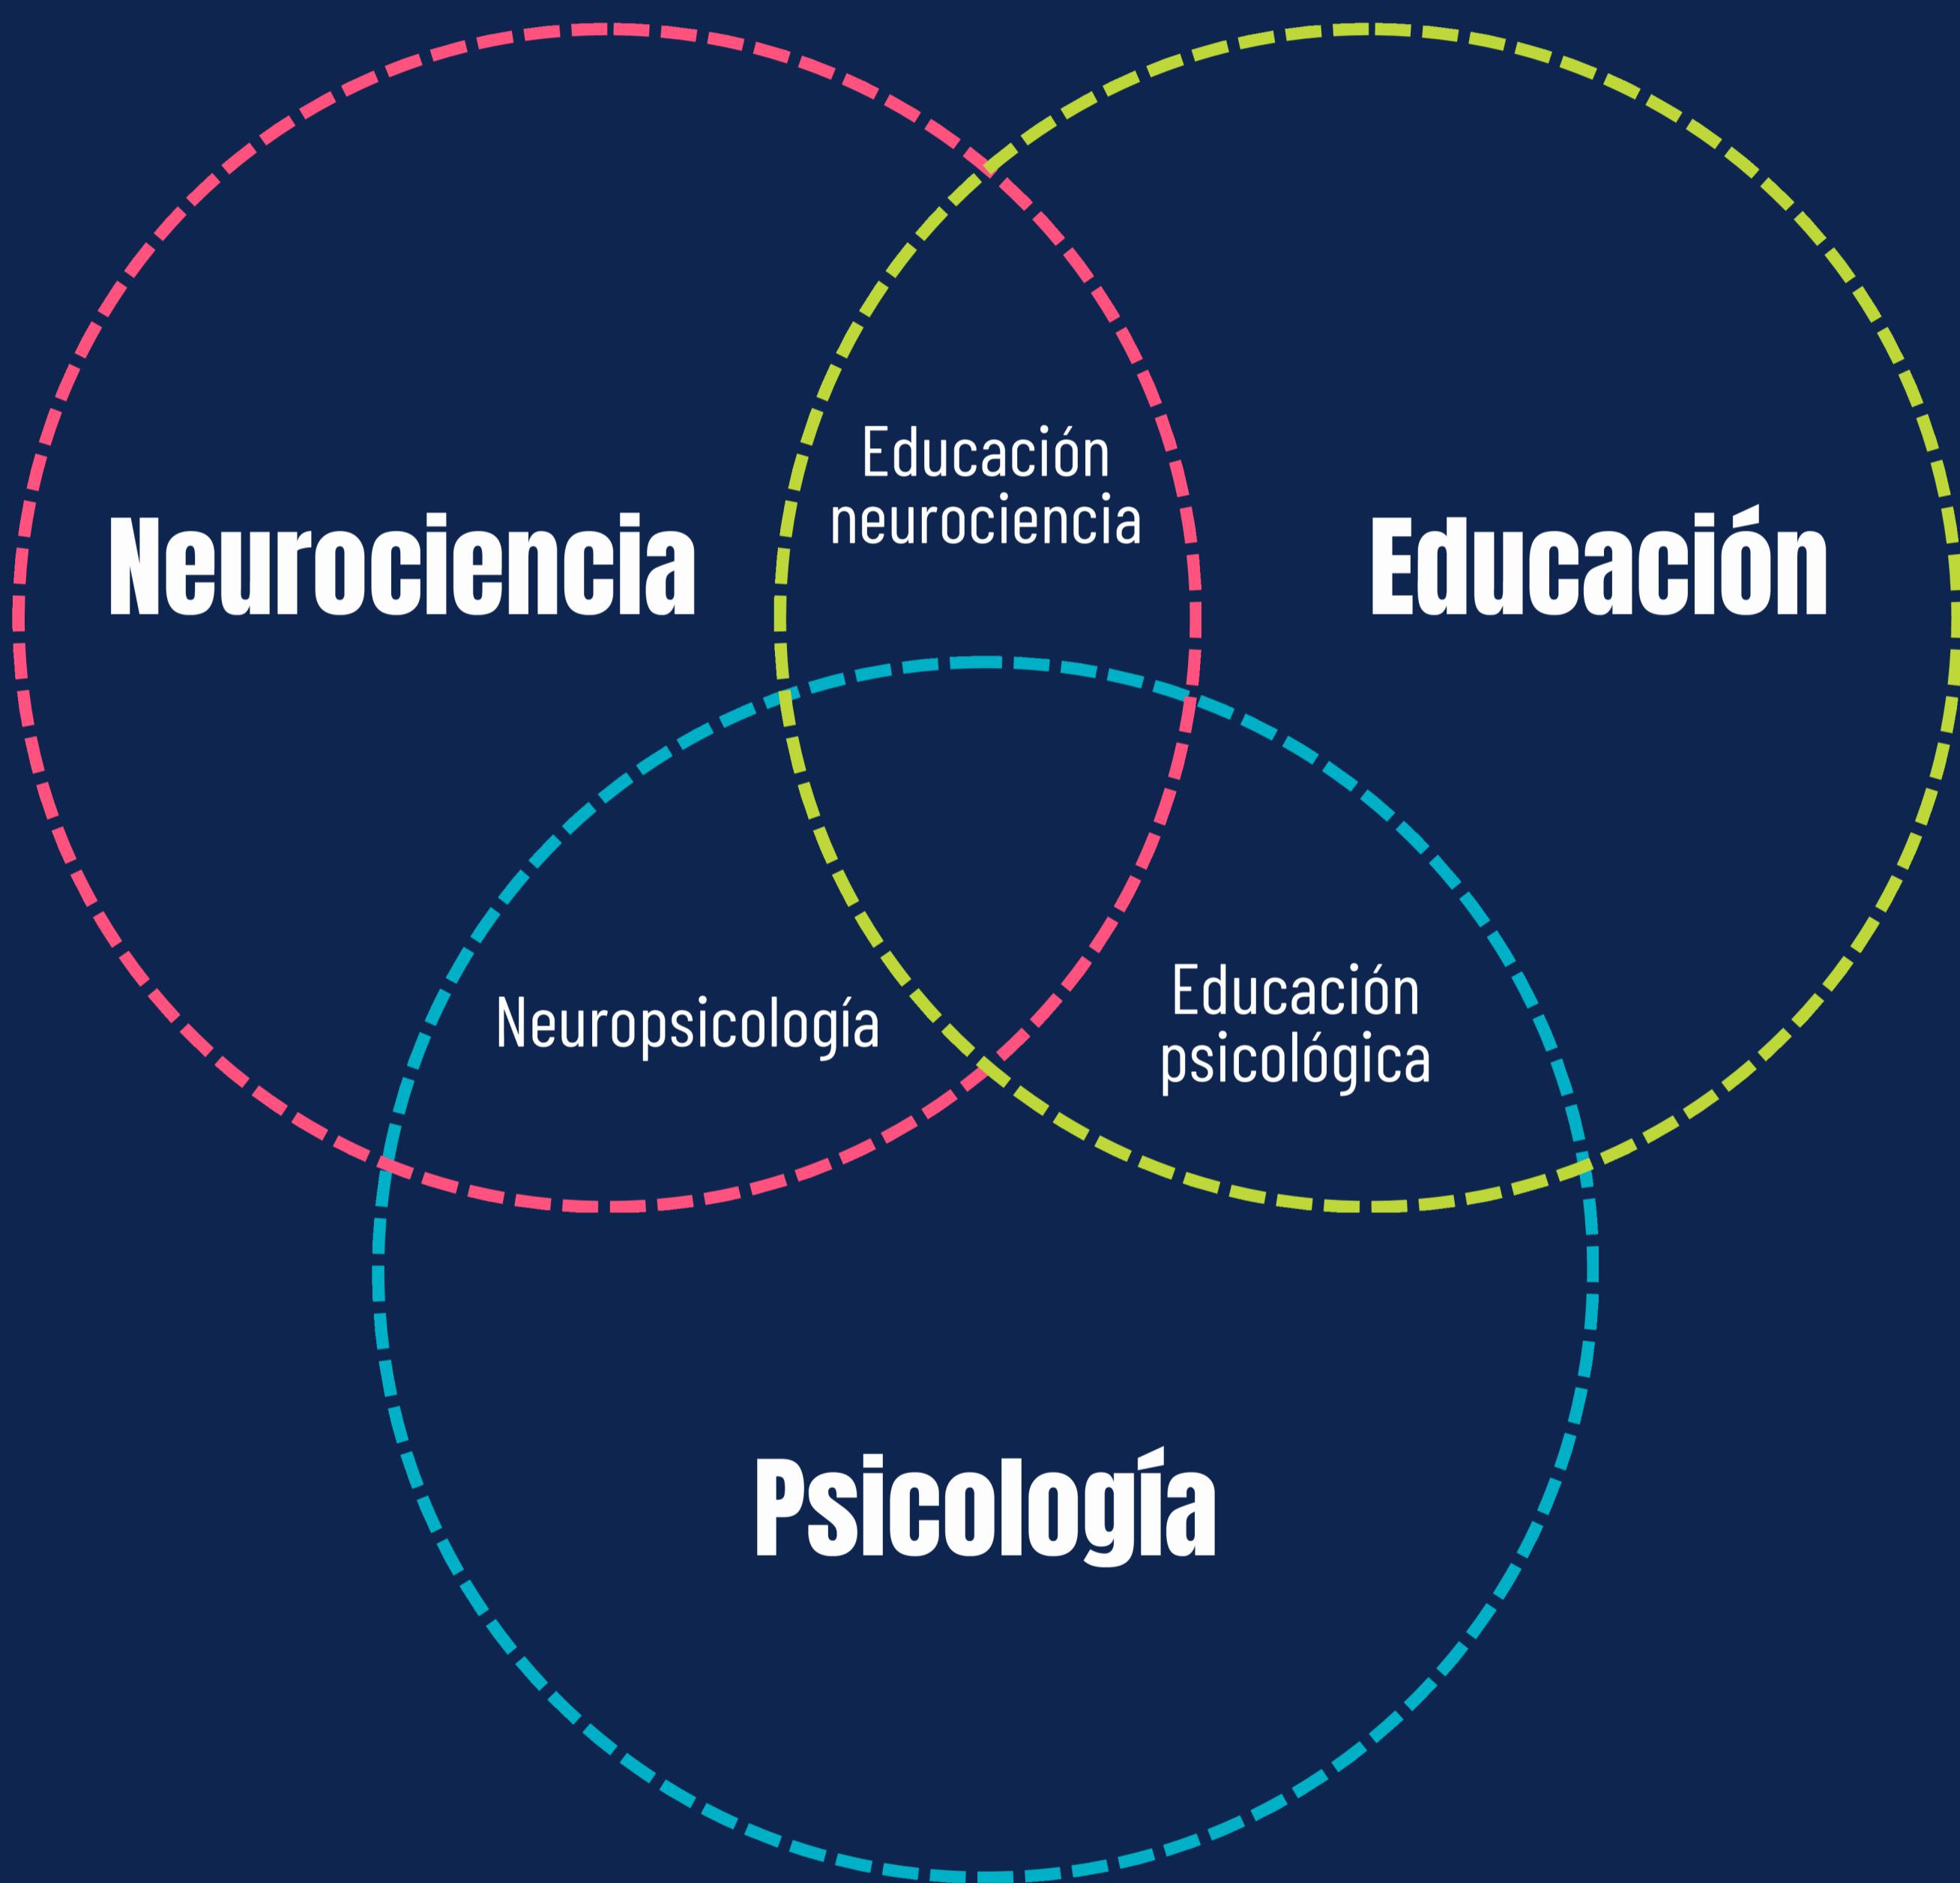 Educación
neurociencia
Neurociencia
Educación
Neuropsicología
Educación
psicológica
Psicología